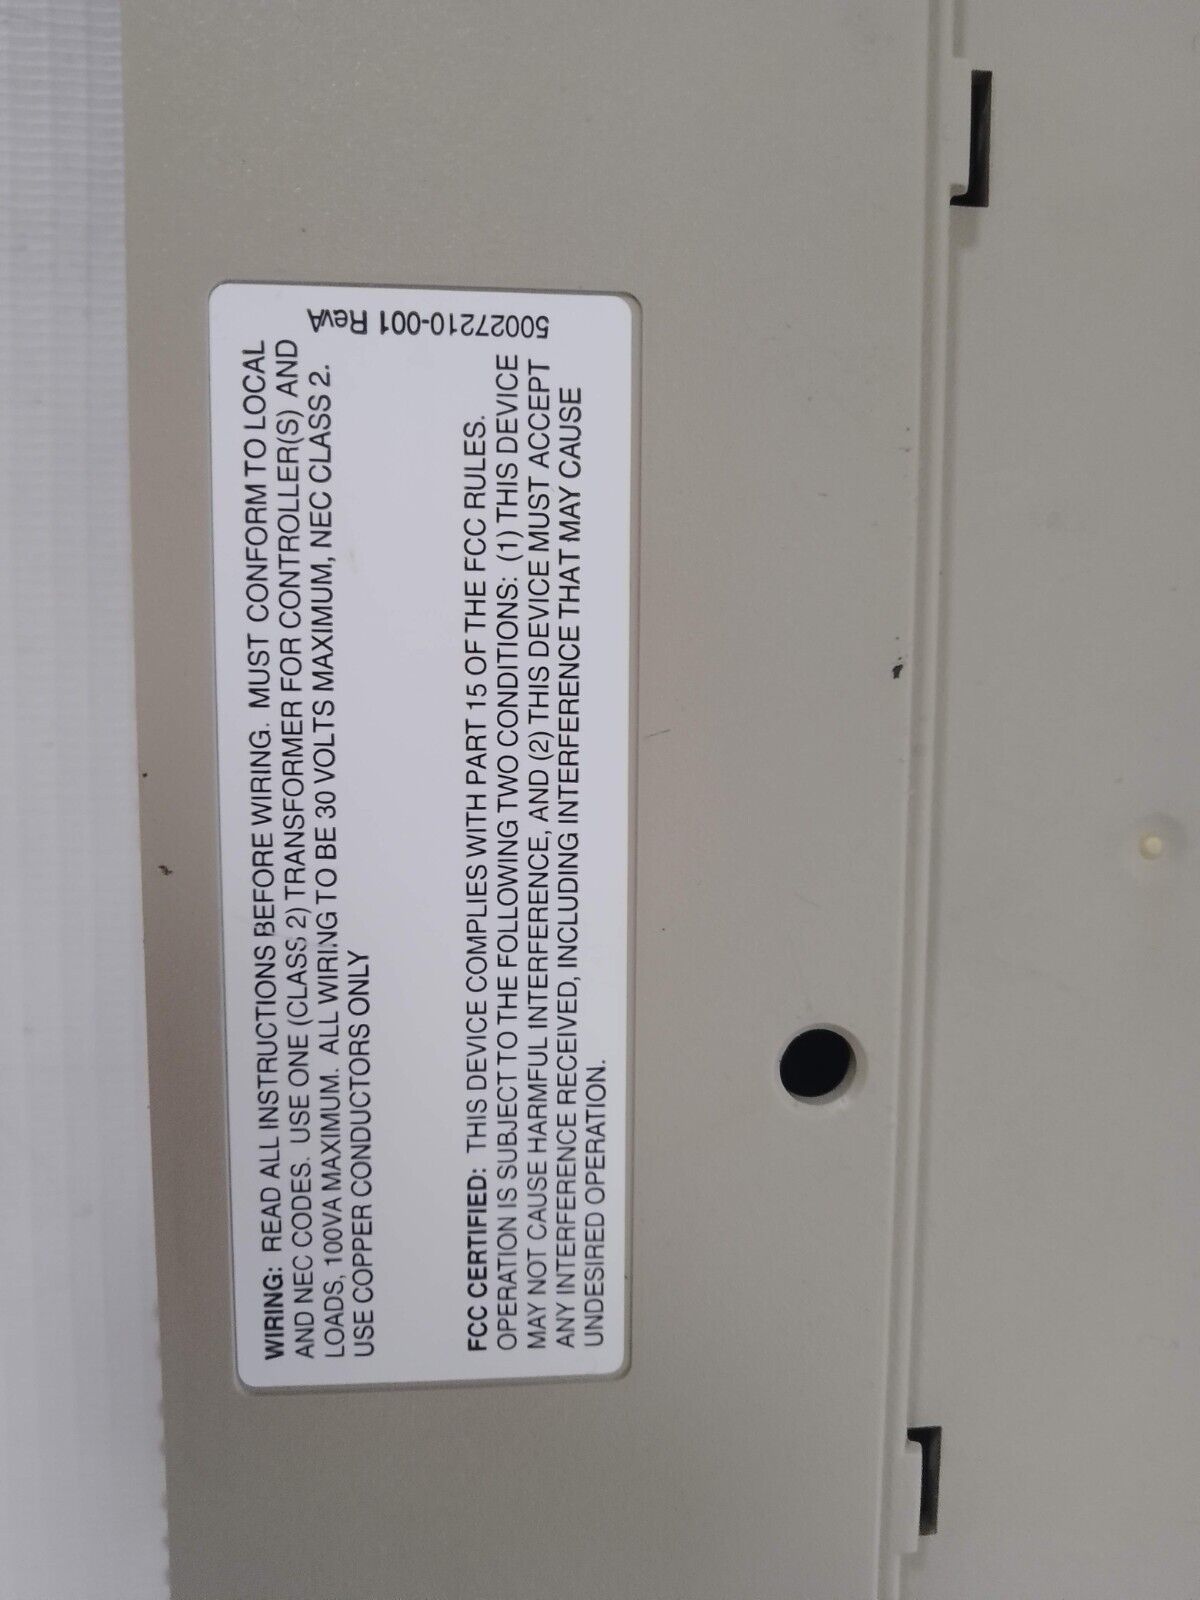 WIRING: READ ALL INSTRUCTIONS BEFORE WIRING. MUST CONFORM TO LOCAL
AND NEC CODES. USE ONE (CLASS 2) TRANSFORMER FOR CONTROLLER(S) AND
LOADS, 100VA MAXIMUM. ALL WIRING TO BE 30 VOLTS MAXIMUM, NEC CLASS 2.
USE COPPER CONDUCTORS ONLY
FCC CERTIFIED: THIS DEVICE COMPLIES WITH PART 15 OF THE FCC RULES.
OPERATION IS SUBJECT TO THE FOLLOWING TWO CONDITIONS: (1) THIS DEVICE
MAY NOT CAUSE HARMFUL INTERFERENCE, AND (2) THIS DEVICE MUST ACCEPT
ANY INTERFERENCE RECEIVED, INCLUDING INTERFERENCE THAT MAY CAUSE
UNDESIRED OPERATION.
50027210-001 RevA